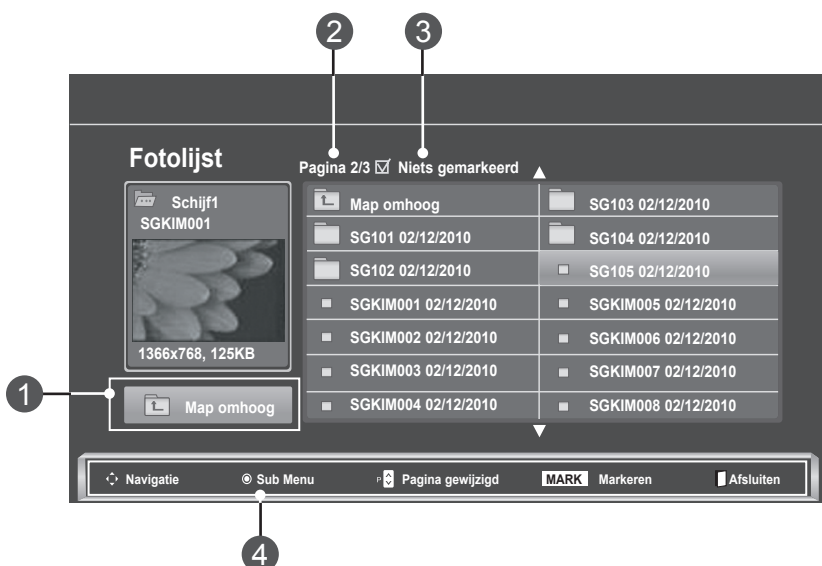 2 3
Fotolijst
Pagina 2/3 ☑ Niets gemarkeerd
Schijf1
SGKIM001
1366x768, 125KB
1 Map omhoog
Map omhoog
SG101 02/12/2010
SG102 02/12/2010
SGKIM001 02/12/2010
SGKIM002 02/12/2010
SGKIM003 02/12/2010
SGKIM004 02/12/2010
SG103 02/12/2010
SG104 02/12/2010
SG105 02/12/2010
SGKIM005 02/12/2010
SGKIM006 02/12/2010
SGKIM007 02/12/2010
SGKIM008 02/12/2010
Navigatie Sub Menu P Pagina gewijzigd MARK Markeren Afsluiten
4